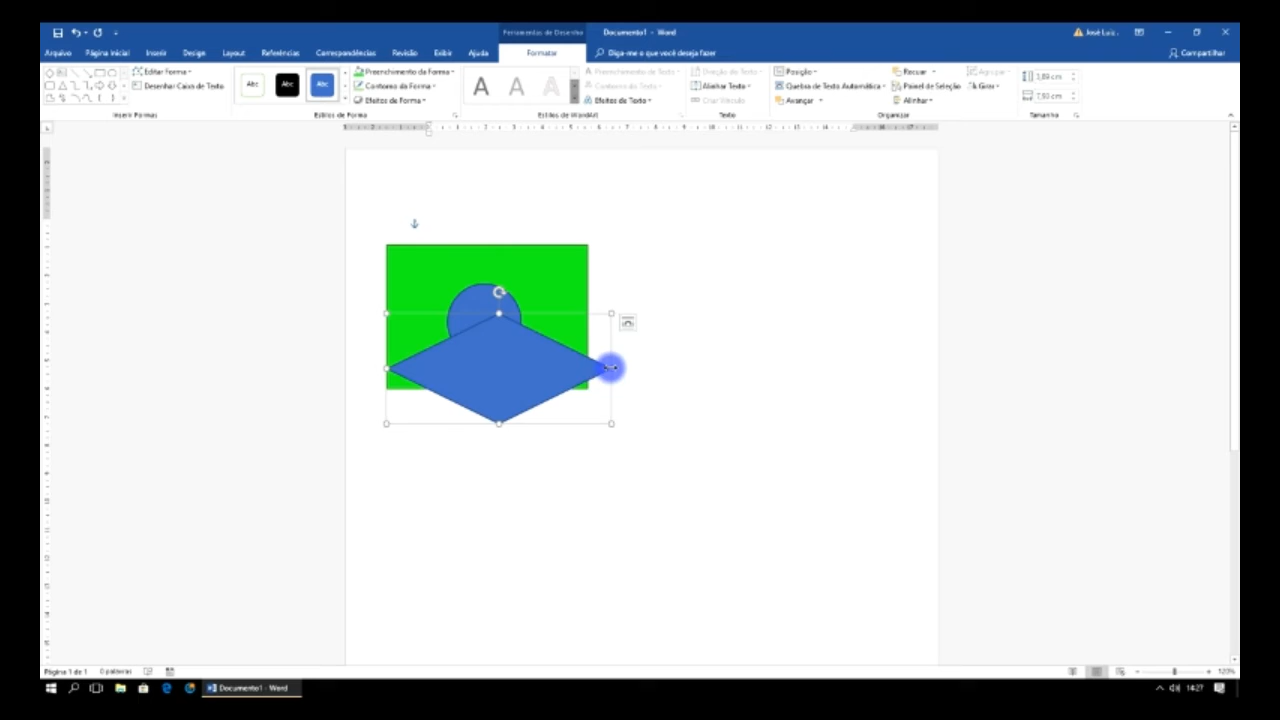 Ferramentas de Desenho
Documento1 - Word
José Luiz .
Arquivo Página Inicial Inserir Design Layout Referências Correspondências Revisão Exibir Ajuda Formatar Diga-me o que você deseja fazer
Compartilhar
Editar Forma
Desenhar Caixa de Texto
Inserir Formas
Abc Abc Abc
Preenchimento da Forma
Contorno da Forma
Efeitos de Forma
Estilos de Forma
A A A
Preenchimento de Texto
Contorno do Texto
Efeitos de Texto
Estilos de WordArt
Direção do Texto
Alinhar Texto
Criar Vínculo
Texto
Posição
Quebra de Texto Automática
Avançar
Recuar
Painel de Seleção
Alinhar
Agrupar
Girar
Organizar
3,89 cm
7,93 cm
Tamanho
Página 1 de 1 0 palavras
120%
Documento1 - Word
14:27